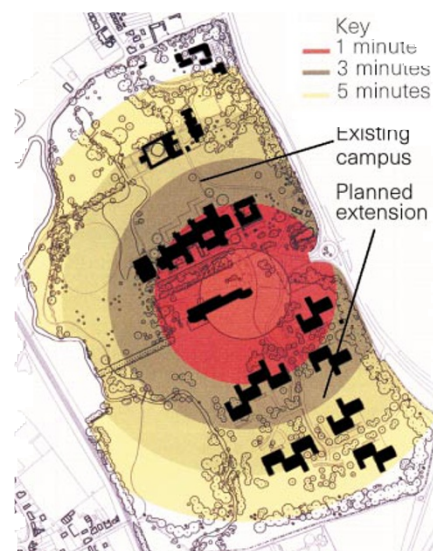 Key
1 minute
3 minutes
5 minutes
Existing
campus
Planned
extension